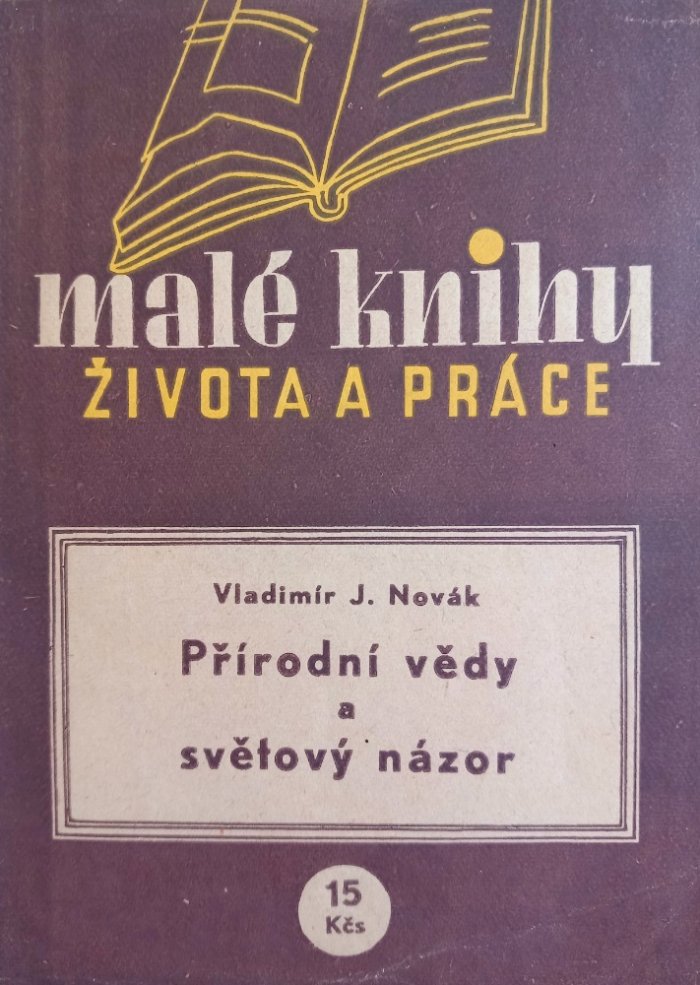 malé knihy
ŽIVOTA A PRÁCE
Vladimír J. Novák
Přírodní vědy
a
světový názor
15
Kčs